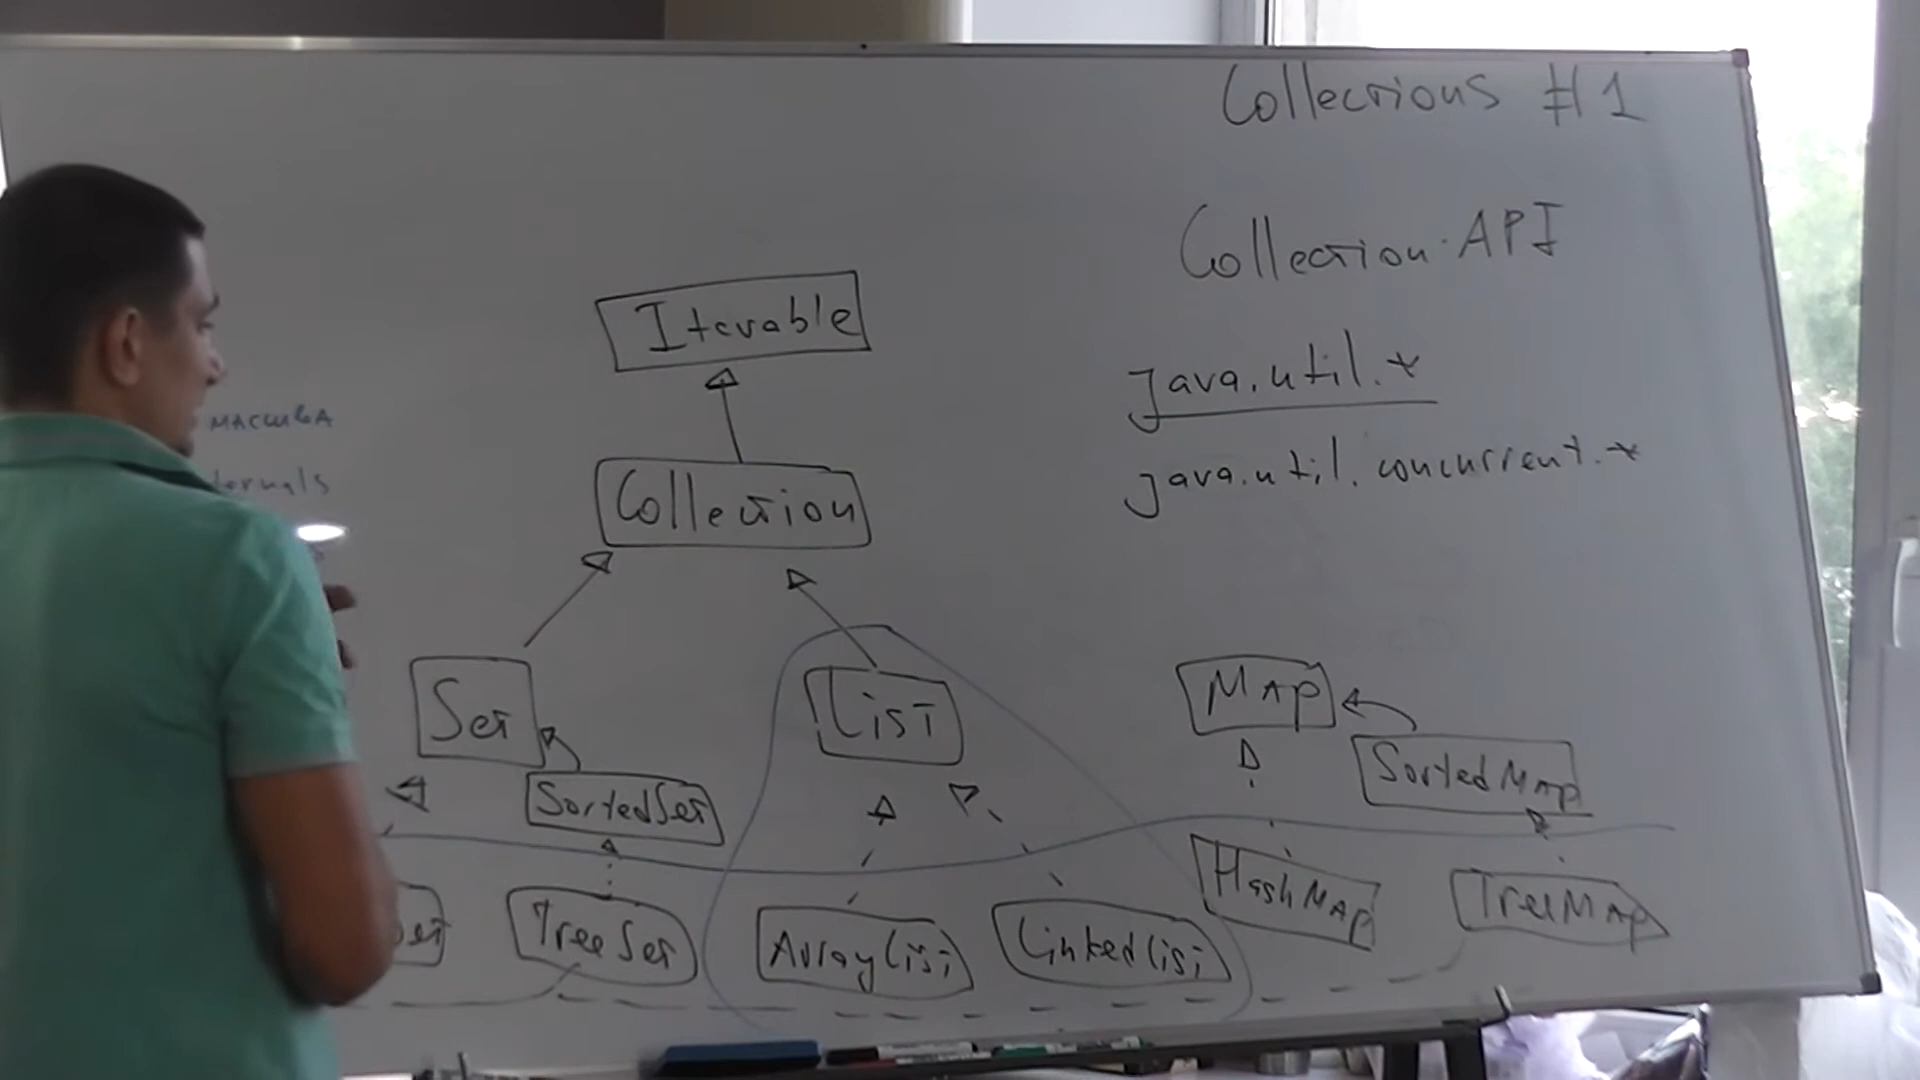 Collections #1
Collection API
java.util.*
java.util.concurrent.*
Iterable
Collection
массива
Set
List
Map
SortedSet
SortedMap
TreeSet
ArrayList
LinkedList
HashMap
TreeMap